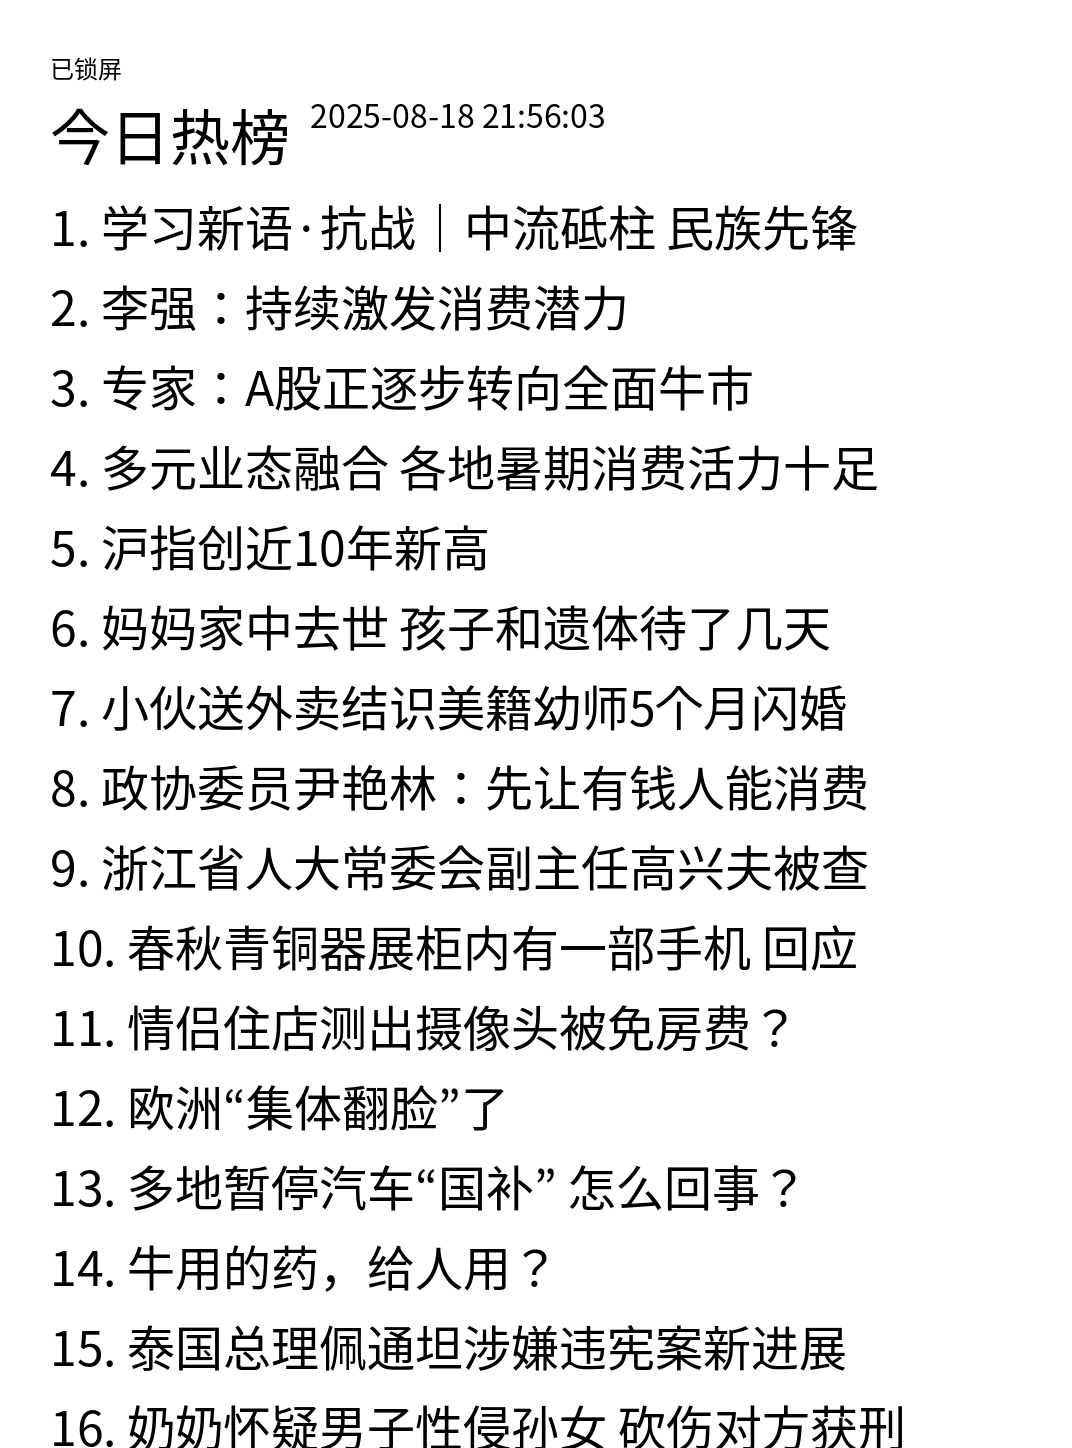 已锁屏
今日热榜 2025-08-18 21:56:03
1. 学习新语·抗战｜中流砥柱 民族先锋
2. 李强：持续激发消费潜力
3. 专家：A股正逐步转向全面牛市
4. 多元业态融合 各地暑期消费活力十足
5. 沪指创近10年新高
6. 妈妈家中去世 孩子和遗体待了几天
7. 小伙送外卖结识美籍幼师5个月闪婚
8. 政协委员尹艳林：先让有钱人能消费
9. 浙江省人大常委会副主任高兴夫被查
10. 春秋青铜器展柜内有一部手机 回应
11. 情侣住店测出摄像头被免房费？
12. 欧洲“集体翻脸”了
13. 多地暂停汽车“国补” 怎么回事？
14. 牛用的药，给人用？
15. 泰国总理佩通坦涉嫌违宪案新进展
16. 奶奶怀疑男子性侵孙女 砍伤对方获刑